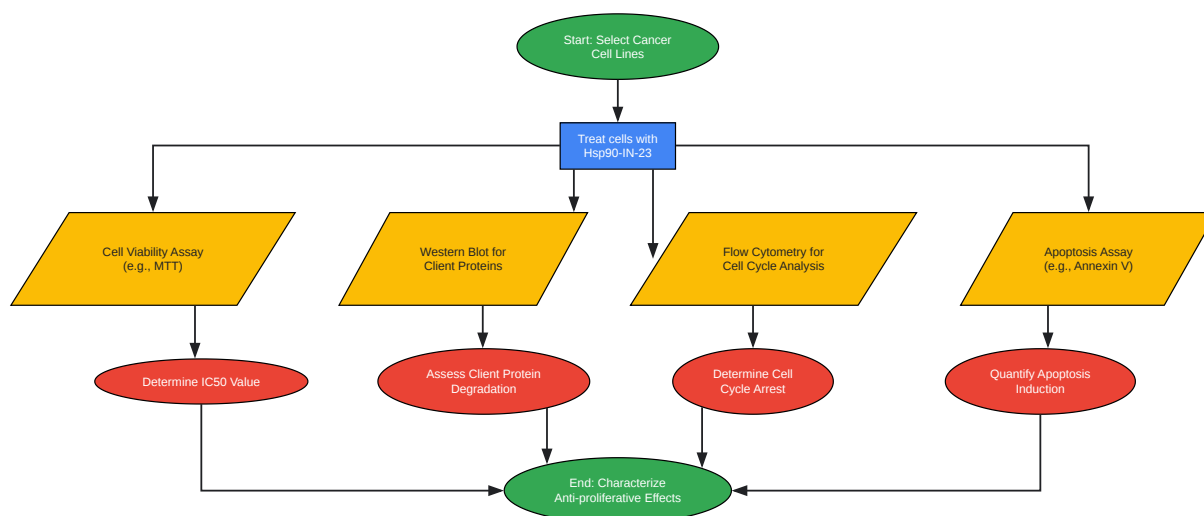 Start: Select Cancer
Cell Lines
Treat cells with
Hsp90-IN-23
Cell Viability Assay
(e.g., MTT)
Western Blot for
Client Proteins
Flow Cytometry for
Cell Cycle Analysis
Apoptosis Assay
(e.g., Annexin V)
Determine IC50 Value
Assess Client Protein
Degradation
Determine Cell
Cycle Arrest
Quantify Apoptosis
Induction
End: Characterize
Anti-proliferative Effects